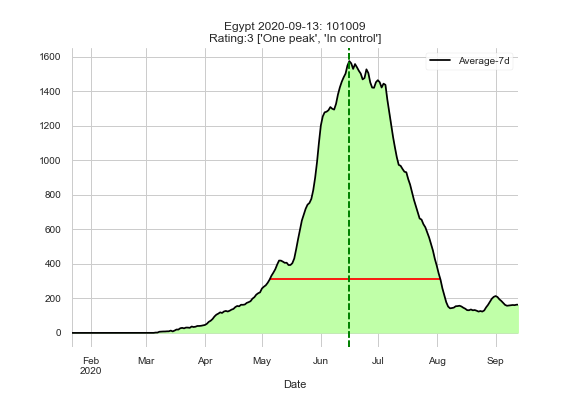 Egypt 2020-09-13: 101009
Rating:3 ['One peak', 'In control']
Average-7d
1600
1400
1200
1000
800
600
400
200
0
Feb Mar Apr May Jun Jul Aug Sep
2020
Date